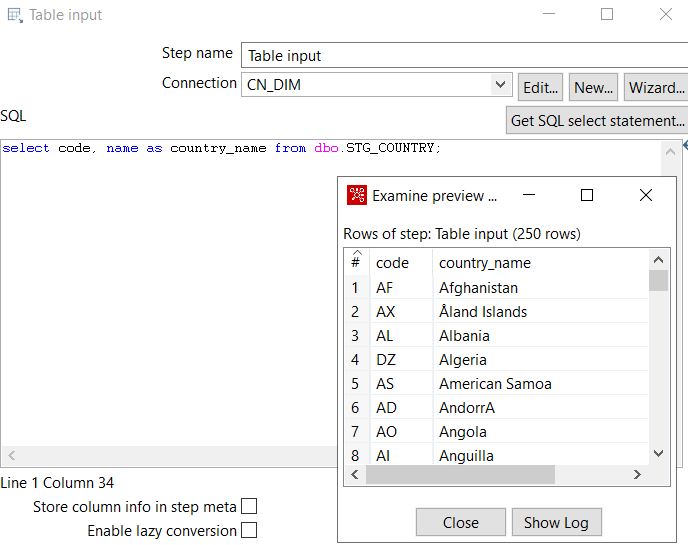 Table input
Step name Table input
Connection CN_DIM Edit... New... Wizard...
SQL Get SQL select statement...
select code, name as country_name from dbo.STG_COUNTRY;
Examine preview ...
Rows of step: Table input (250 rows)
# code country_name
1 AF Afghanistan
2 AX Åland Islands
3 AL Albania
4 DZ Algeria
5 AS American Samoa
6 AD AndorrA
7 AO Angola
8 AI Anguilla
Close Show Log
Line 1 Column 34
Store column info in step meta
Enable lazy conversion